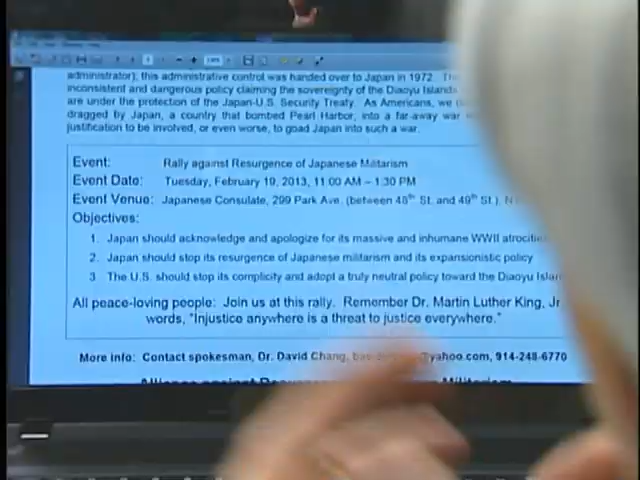 administrator), this administrative control was handed over to Japan in 1972.
inconsistent and dangerous policy claiming the sovereignty of the Diaoyu Islands
are under the protection of the Japan-U.S. Security Treaty. As Americans, we
dragged by Japan, a country that bombed Pearl Harbor, into a far-away war
justification to be involved, or even worse, to goad Japan into such a war.
Event: Rally against Resurgence of Japanese Militarism
Event Date: Tuesday, February 19, 2013, 11:00 AM – 1:30 PM
Event Venue: Japanese Consulate, 299 Park Ave. (between 48th St. and 49th St.),
Objectives:
1. Japan should acknowledge and apologize for its massive and inhumane WWII
2. Japan should stop its resurgence of Japanese militarism and its expansionistic policy
3 The U.S. should stop its complicity and adopt a truly neutral policy toward the Diaoyu
All peace-loving people: Join us at this rally. Remember Dr. Martin Luther King, Jr
words, "Injustice anywhere is a threat to justice everywhere."
More info: Contact spokesman, Dr. David Chang, yahoo.com, 914-248-6770